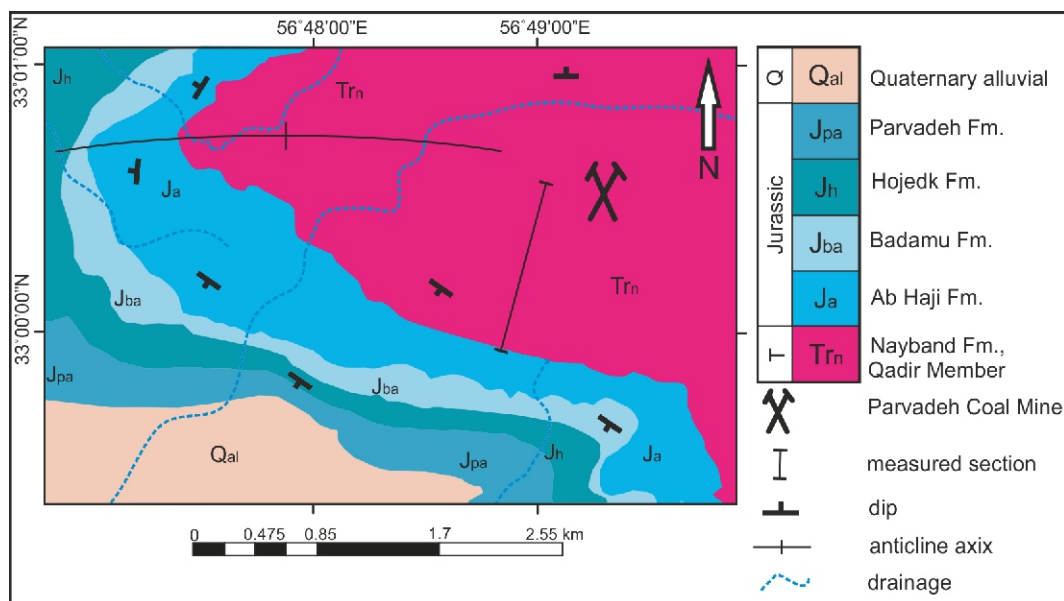 56°48'00"E
56°49'00"E
33°01'00"N
33°00'00"N
Jh
Trn
N
Ja
Jba
Trn
Jpa
Jba
Qal
Jpa
Jh
Ja
0 0.475 0.85 1.7 2.55 km
Q
Qal
Quaternary alluvial
Jurassic
Jpa
Parvadeh Fm.
Jh
Hojedk Fm.
Jba
Badamu Fm.
Ja
Ab Haji Fm.
T
Trn
Nayband Fm.,
Qadir Member
Parvadeh Coal Mine
measured section
dip
anticline axix
drainage